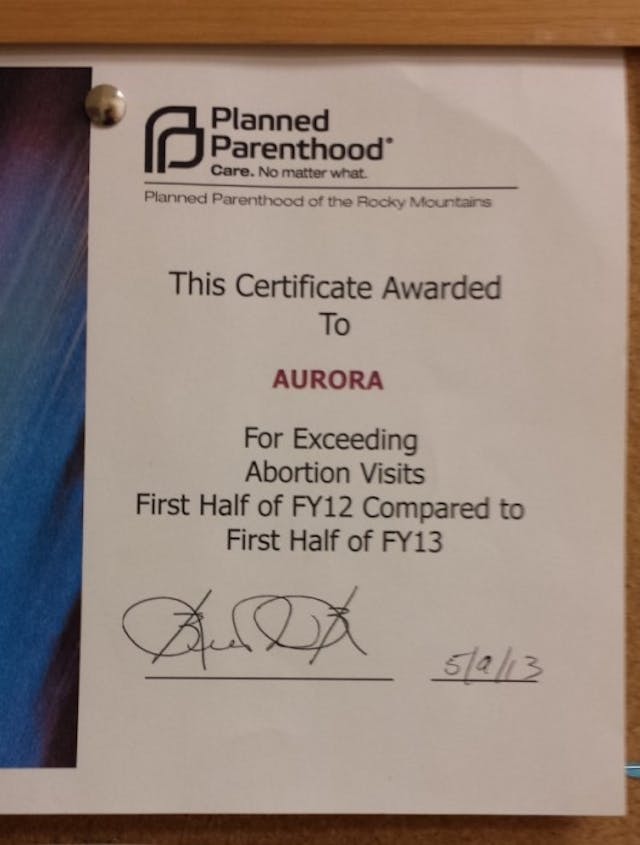 Planned
Parenthood®
Care. No matter what.
Planned Parenthood of the Rocky Mountains
This Certificate Awarded
To
AURORA
For Exceeding
Abortion Visits
First Half of FY12 Compared to
First Half of FY13
5/9/13